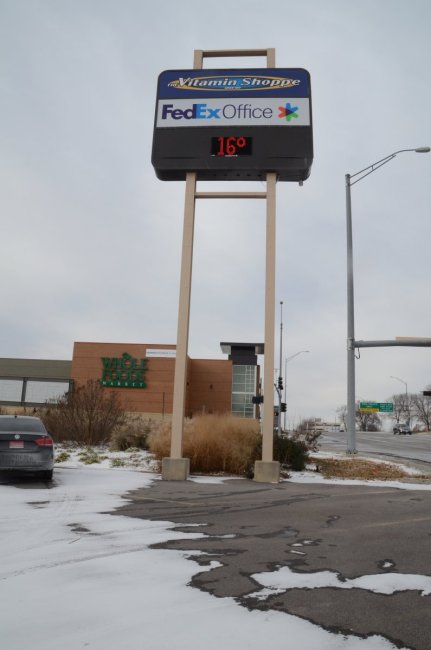 THE Vitamin Shoppe
FedEx Office
16°
WHOLE
FOODS
MARKET